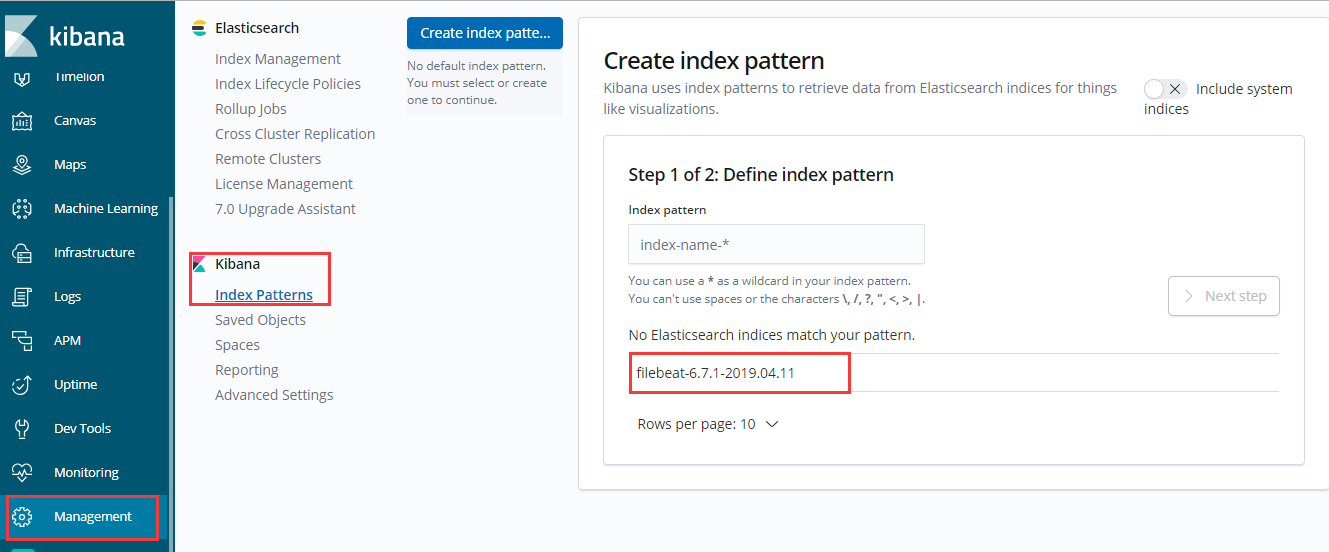 kibana
Timelion
Canvas
Maps
Machine Learning
Infrastructure
Logs
APM
Uptime
Dev Tools
Monitoring
Management
Elasticsearch
Index Management
Index Lifecycle Policies
Rollup Jobs
Cross Cluster Replication
Remote Clusters
License Management
7.0 Upgrade Assistant
Kibana
Index Patterns
Saved Objects
Spaces
Reporting
Advanced Settings
Create index patte...
No default index pattern.
You must select or create
one to continue.
Create index pattern
Kibana uses index patterns to retrieve data from Elasticsearch indices for things
like visualizations.
Include system
indices
Step 1 of 2: Define index pattern
Index pattern
index-name-*
You can use a * as a wildcard in your index pattern.
You can't use spaces or the characters \, /, ?, ", <, >, |.
Next step
No Elasticsearch indices match your pattern.
filebeat-6.7.1-2019.04.11
Rows per page: 10